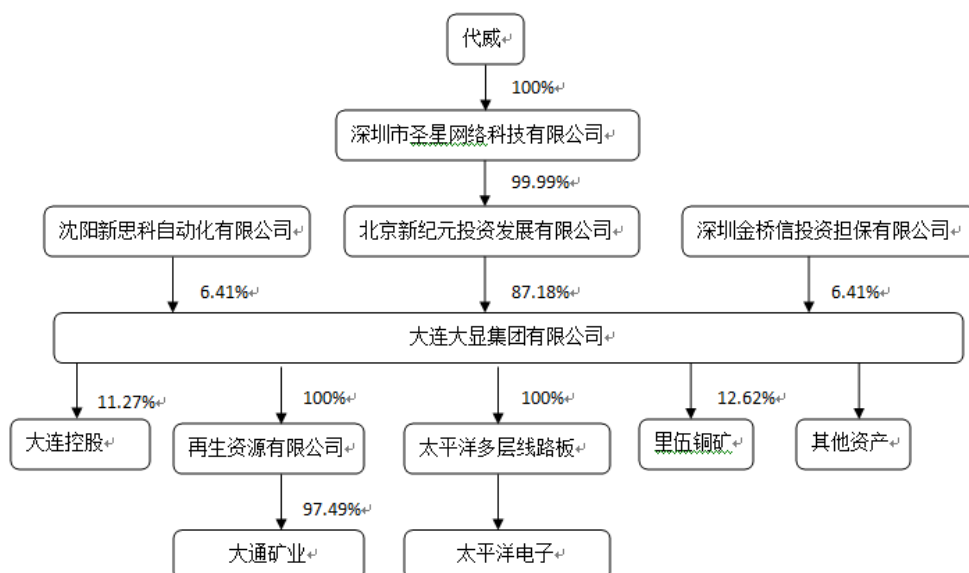 代威
100%
深圳市圣星网络科技有限公司
99.99%
沈阳新思科自动化有限公司 北京新纪元投资发展有限公司 深圳金桥信投资担保有限公司
6.41% 87.18% 6.41%
大连大显集团有限公司
11.27% 100% 100% 12.62%
大连控股 再生资源有限公司 太平洋多层线路板 里伍铜矿 其他资产
97.49%
大通矿业 太平洋电子